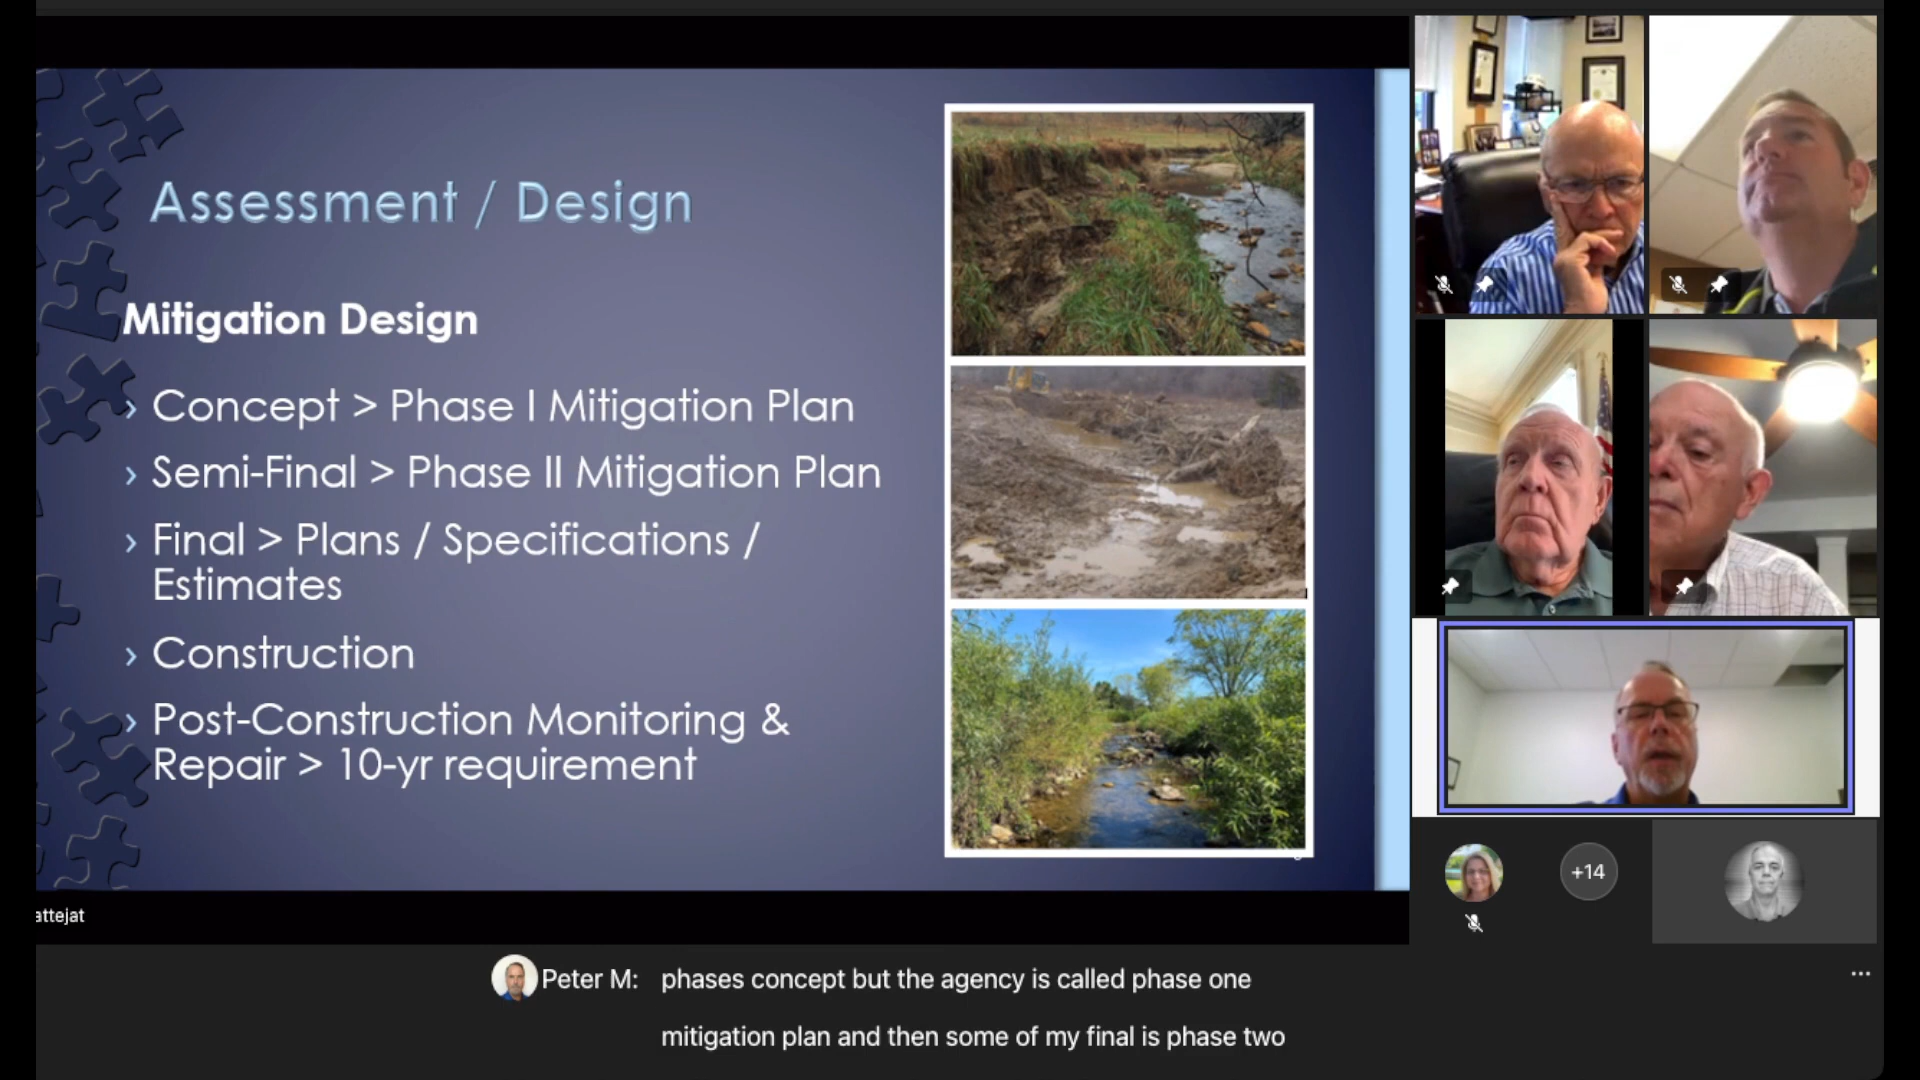 Assessment / Design
Mitigation Design
› Concept > Phase I Mitigation Plan
› Semi-Final > Phase II Mitigation Plan
› Final > Plans / Specifications /
Estimates
› Construction
› Post-Construction Monitoring &
Repair > 10-yr requirement
attejat
+14
Peter M: phases concept but the agency is called phase one
mitigation plan and then some of my final is phase two